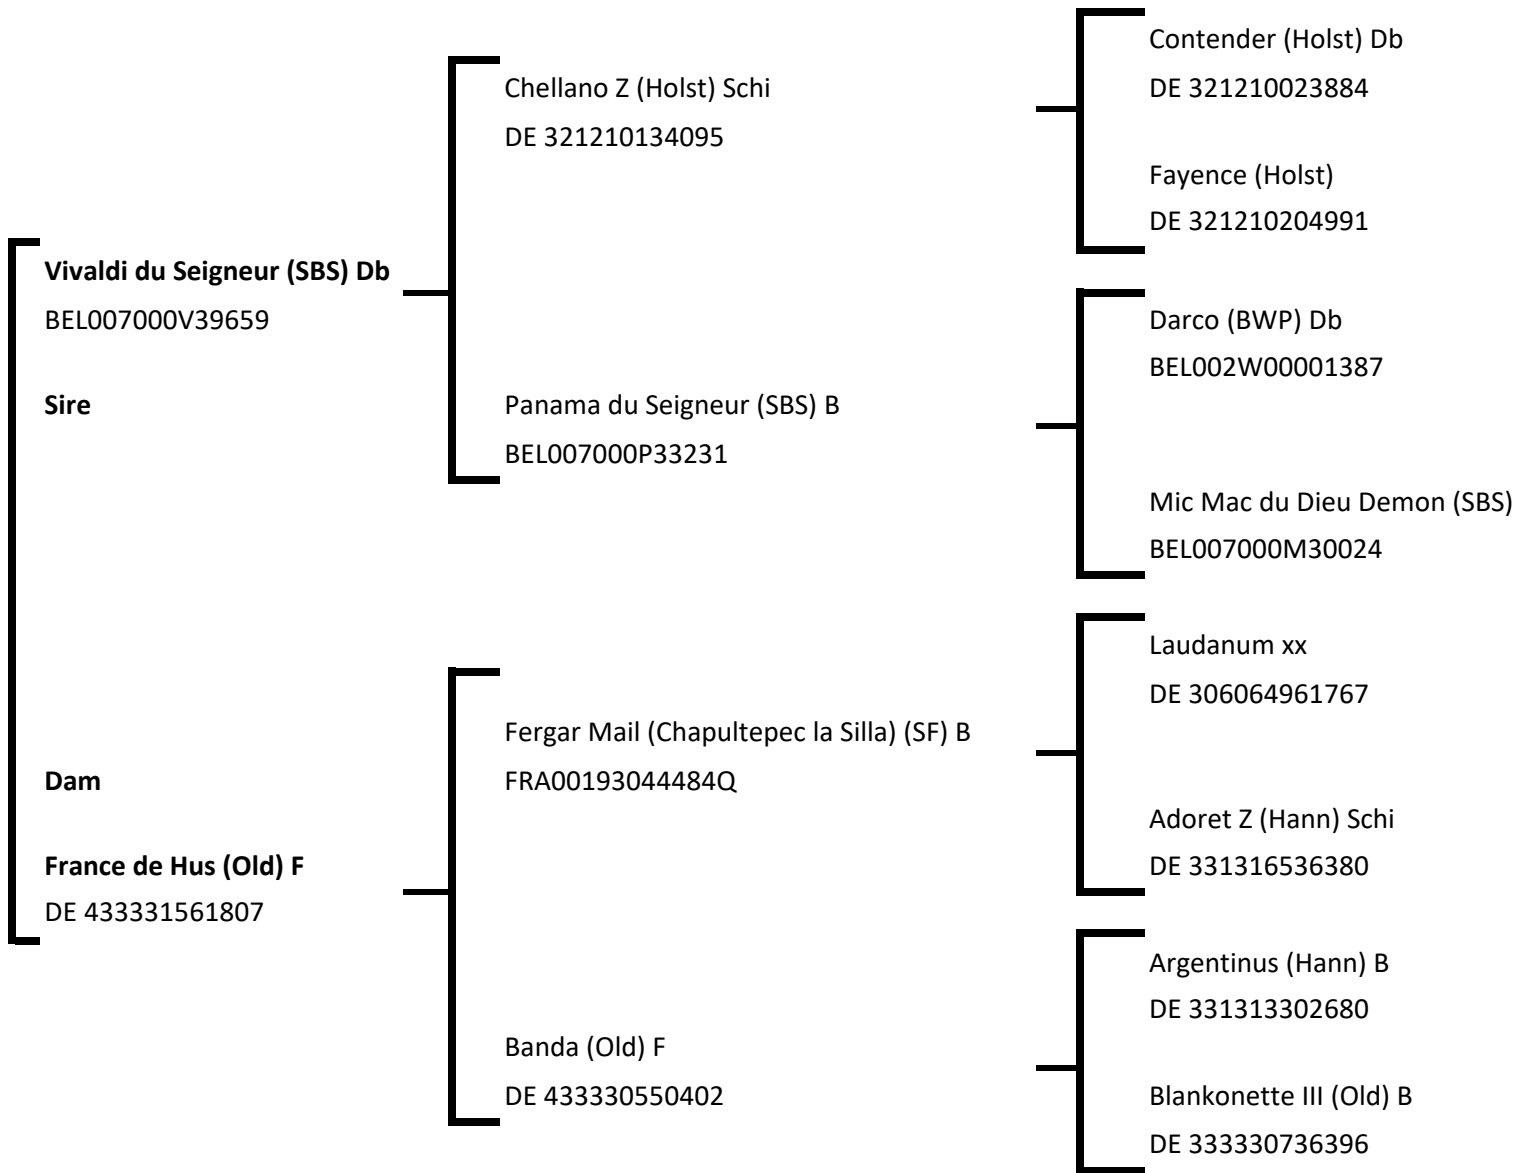 Vivaldi du Seigneur (SBS) Db
BEL007000V39659
Sire
Dam
France de Hus (Old) F
DE 433331561807
Chellano Z (Holst) Schi
DE 321210134095
Panama du Seigneur (SBS) B
BEL007000P33231
Fergar Mail (Chapultepec la Silla) (SF) B
FRA00193044484Q
Banda (Old) F
DE 433330550402
Contender (Holst) Db
DE 321210023884
Fayence (Holst)
DE 321210204991
Darco (BWP) Db
BEL002W00001387
Mic Mac du Dieu Demon (SBS)
BEL007000M30024
Laudanum xx
DE 306064961767
Adoret Z (Hann) Schi
DE 331316536380
Argentinus (Hann) B
DE 331313302680
Blankonette III (Old) B
DE 333330736396